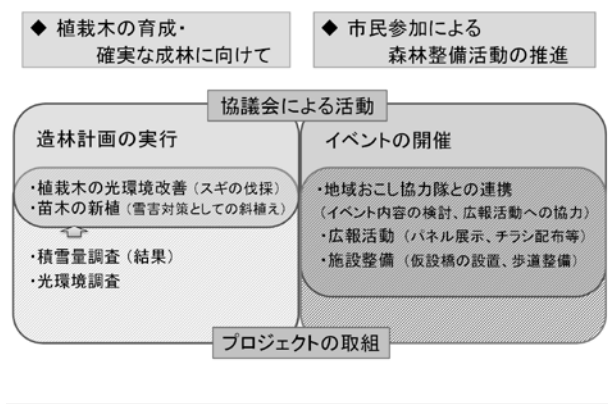 ◆ 植栽木の育成・
確実な成林に向けて
◆ 市民参加による
森林整備活動の推進
協議会による活動
造林計画の実行
・植栽木の光環境改善（スギの伐採）
・苗木の新植（雪害対策としての斜植え）
・積雪量調査（結果）
・光環境調査
イベントの開催
・地域おこし協力隊との連携
（イベント内容の検討、広報活動への協力）
・広報活動（パネル展示、チラシ配布等）
・施設整備（仮設橋の設置、歩道整備）
プロジェクトの取組